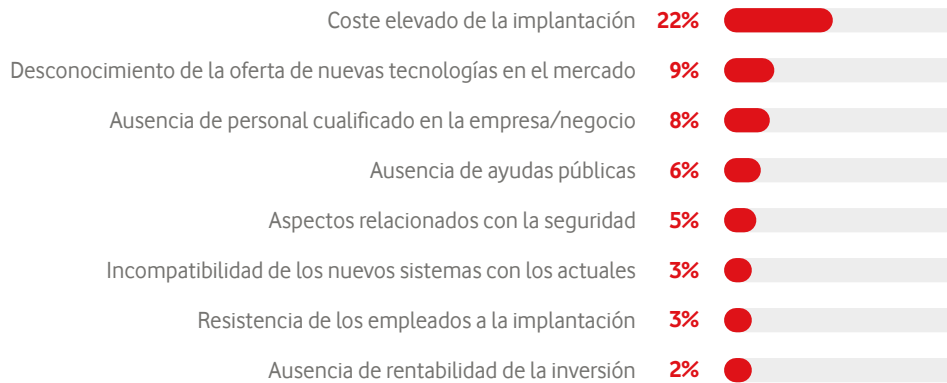 Coste elevado de la implantación 22%
Desconocimiento de la oferta de nuevas tecnologías en el mercado 9%
Ausencia de personal cualificado en la empresa/negocio 8%
Ausencia de ayudas públicas 6%
Aspectos relacionados con la seguridad 5%
Incompatibilidad de los nuevos sistemas con los actuales 3%
Resistencia de los empleados a la implantación 3%
Ausencia de rentabilidad de la inversión 2%